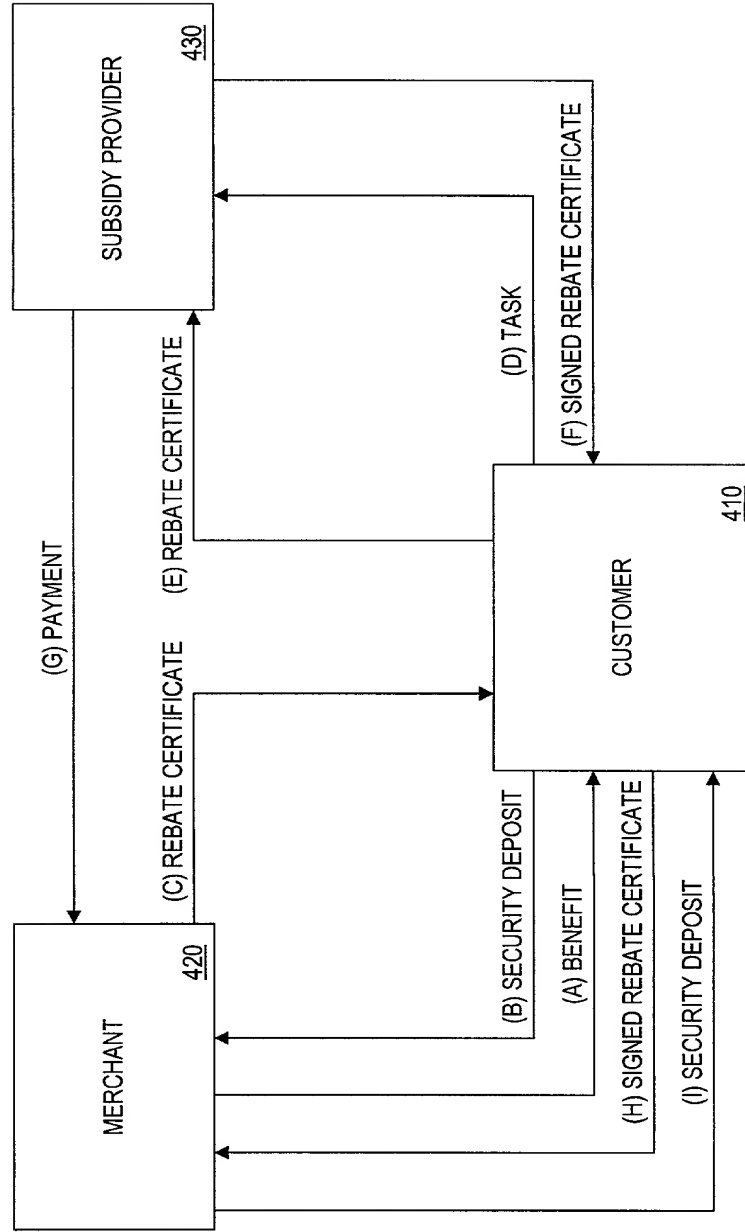 (G) PAYMENT
MERCHANT
420
SUBSIDY PROVIDER
430
(C) REBATE CERTIFICATE
(E) REBATE CERTIFICATE
(B) SECURITY DEPOSIT
(D) TASK
(A) BENEFIT
(F) SIGNED REBATE CERTIFICATE
(H) SIGNED REBATE CERTIFICATE
(I) SECURITY DEPOSIT
CUSTOMER
410